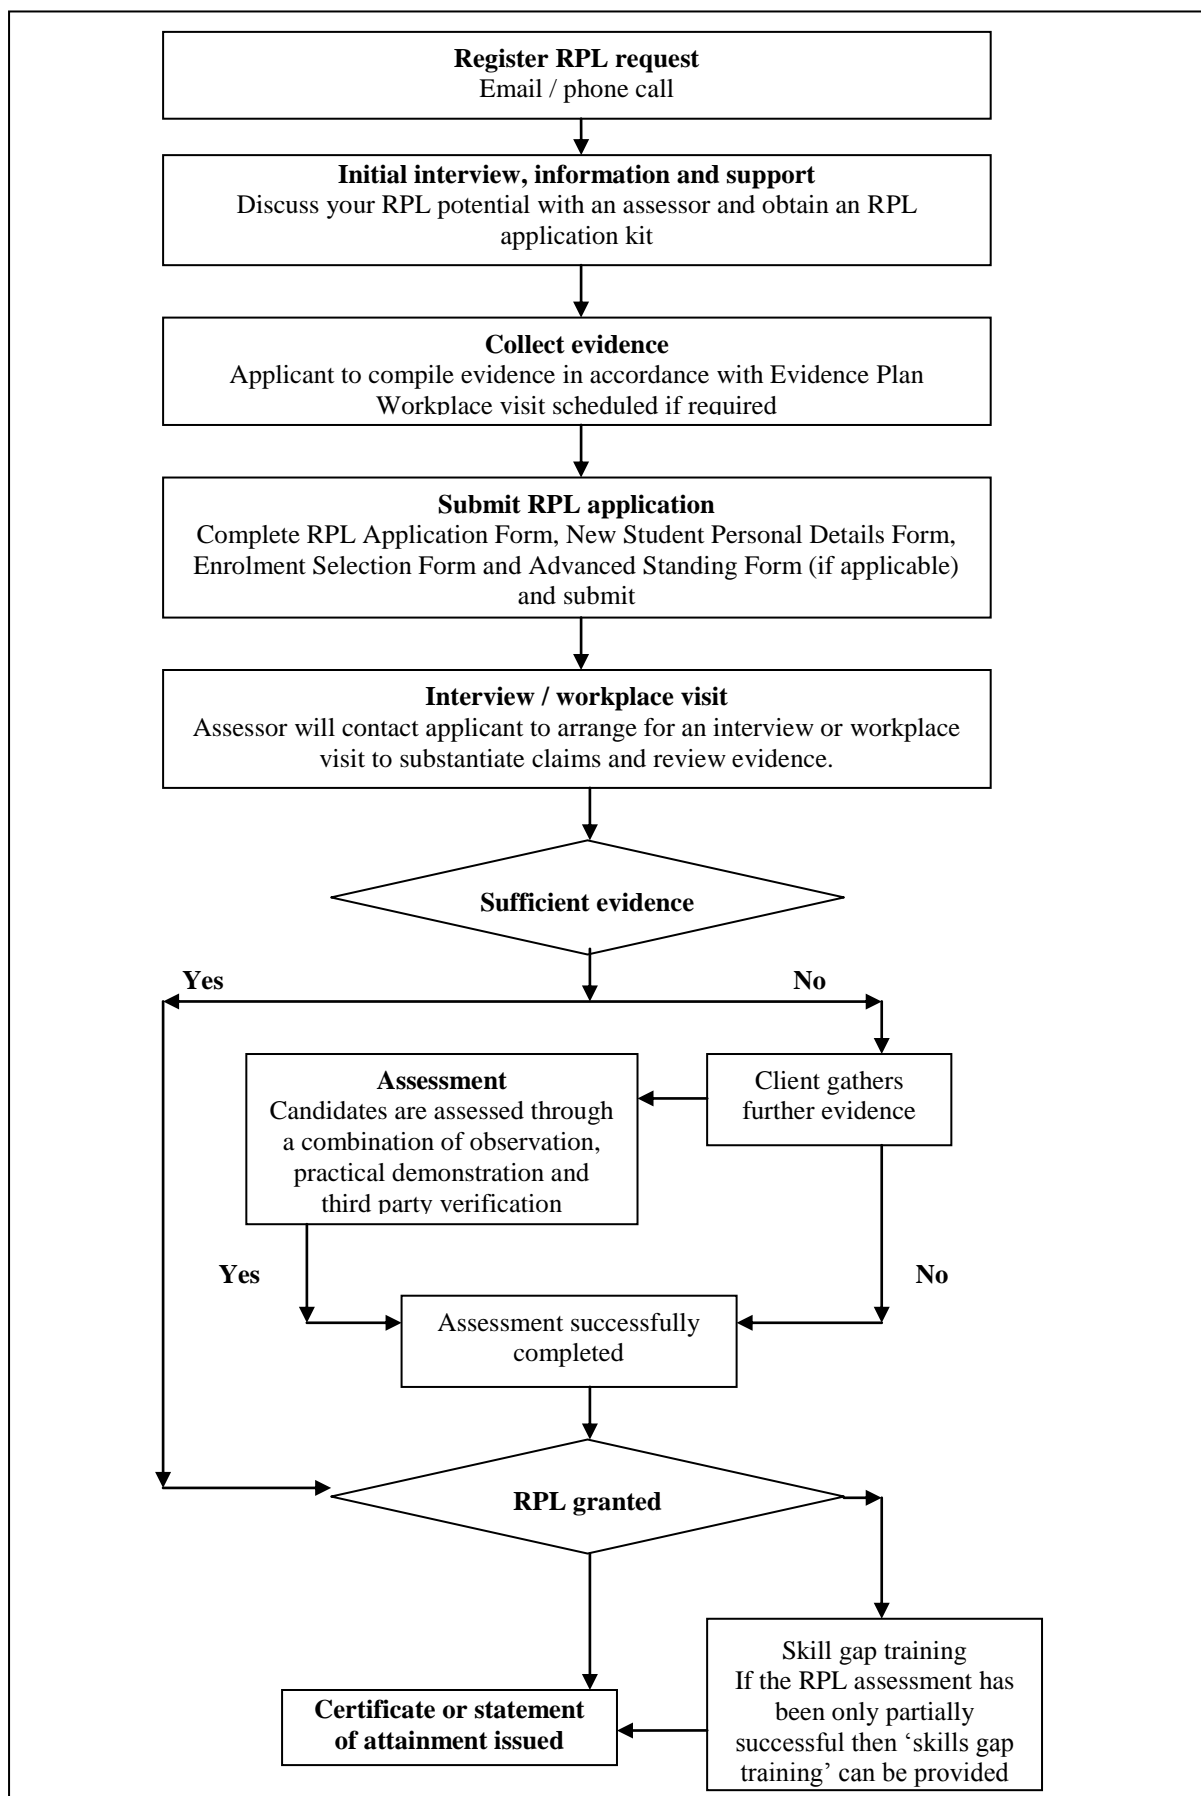 Register RPL request
Email / phone call
Initial interview, information and support
Discuss your RPL potential with an assessor and obtain an RPL
application kit
Collect evidence
Applicant to compile evidence in accordance with Evidence Plan
Workplace visit scheduled if required
Submit RPL application
Complete RPL Application Form, New Student Personal Details Form,
Enrolment Selection Form and Advanced Standing Form (if applicable)
and submit
Interview / workplace visit
Assessor will contact applicant to arrange for an interview or workplace
visit to substantiate claims and review evidence.
Sufficient evidence
Yes
No
Assessment
Candidates are assessed through
a combination of observation,
practical demonstration and
third party verification
Client gathers
further evidence
Yes
No
Assessment successfully
completed
RPL granted
Skill gap training
If the RPL assessment has
been only partially
successful then ‘skills gap
training’ can be provided
Certificate or statement
of attainment issued